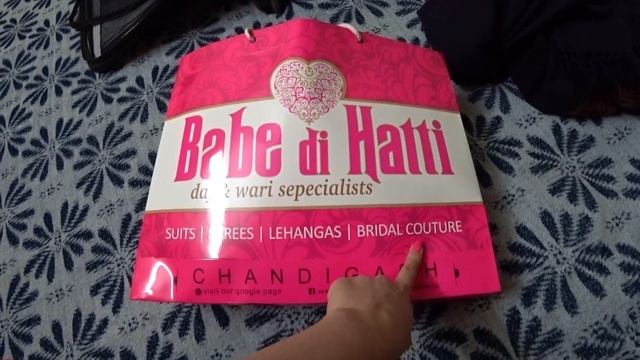 Babe di Hatti
& wari sepecialists
SUITS | | LEHANGAS | BRIDAL COUTURE
visit our google page